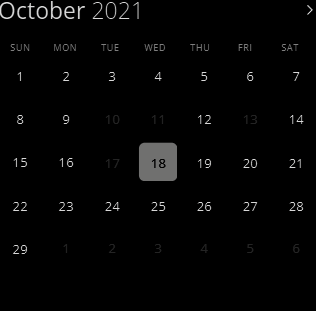 October 2021 >
SUN MON TUE WED THU FRI SAT
1 2 3 4 5 6 7
8 9 10 11 12 13 14
15 16 17 18 19 20 21
22 23 24 25 26 27 28
29 1 2 3 4 5 6